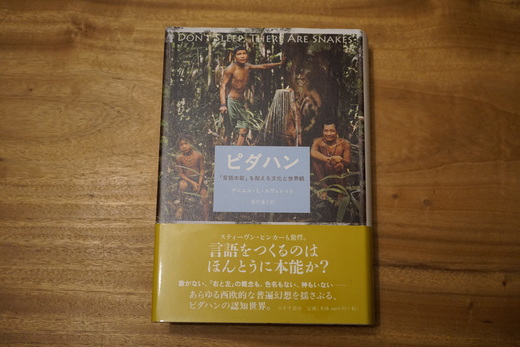 DON'T SLEEP, THERE ARE SNAKES
ピダハン
「言語本能」を超える文化と世界観
ダニエル・L・エヴェレット
屋代通子訳
スティーヴン・ピンカーも驚愕。
言語をつくるのは
ほんとうに本能か？
数がない、「右と左」の概念も、色名もない、神もいない――
あらゆる西欧的な普遍幻想を揺さぶる、
ピダハンの認知世界。
みすず書房